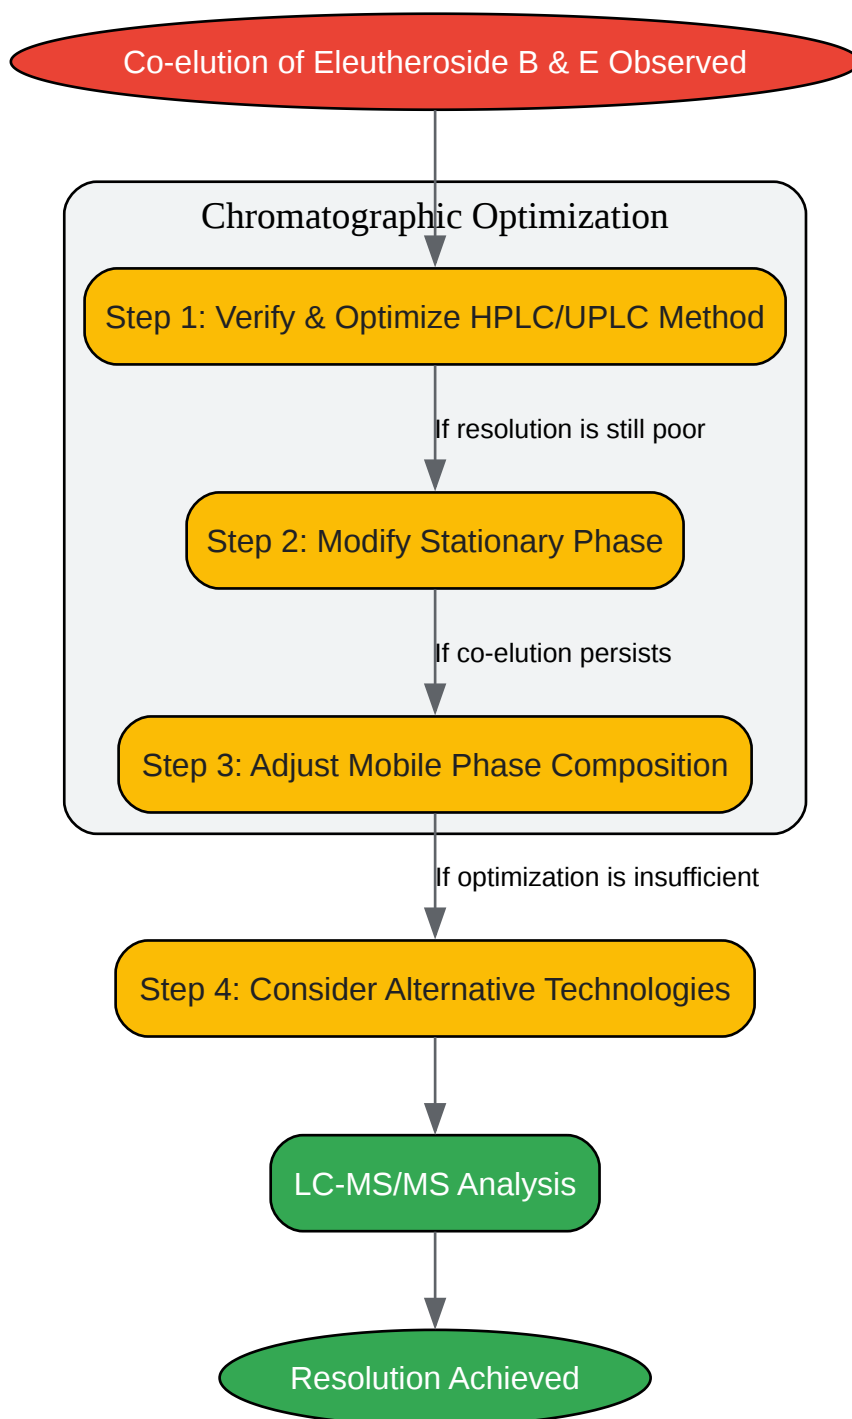 Co-elution of Eleutheroside B & E Observed
Chromatographic Optimization
Step 1: Verify & Optimize HPLC/UPLC Method
If resolution is still poor
Step 2: Modify Stationary Phase
If co-elution persists
Step 3: Adjust Mobile Phase Composition
If optimization is insufficient
Step 4: Consider Alternative Technologies
LC-MS/MS Analysis
Resolution Achieved